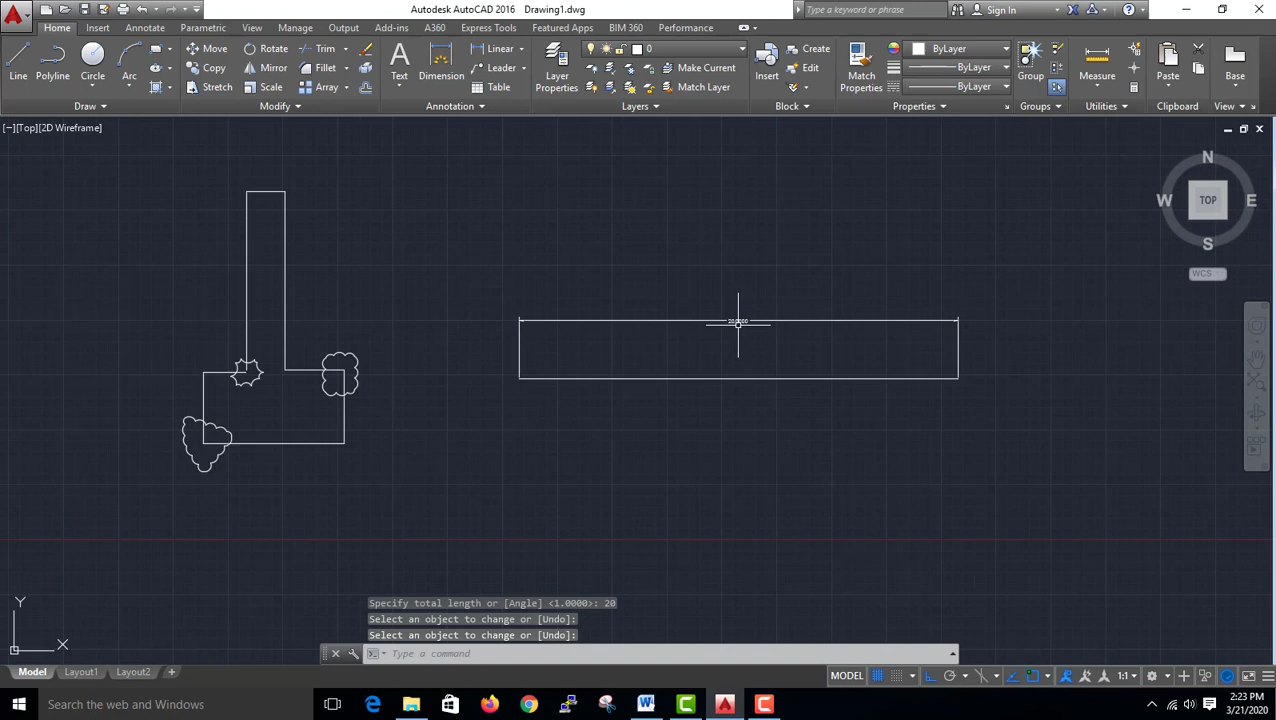 Autodesk AutoCAD 2016 Drawing1.dwg
Type a keyword or phrase
Sign In
Home Insert Annotate Parametric View Manage Output Add-ins A360 Express Tools Featured Apps BIM 360 Performance
Line Polyline Circle Arc
Move Rotate Trim
Copy Mirror Fillet
Stretch Scale Array
Text Dimension
Linear
Leader
Table
Layer Properties
0
Make Current
Match Layer
Insert
Create
Edit
Match Properties
ByLayer
ByLayer
ByLayer
Group
Measure
Paste
Base
Draw Modify Annotation Layers Block Properties Groups Utilities Clipboard View
[−][Top][2D Wireframe]
N
W TOP E
S
WCS
20.0000
Y
X
Specify total length or [Angle] <1.0000>: 20
Select an object to change or [Undo]:
Select an object to change or [Undo]:
Type a command
Model Layout1 Layout2 +
MODEL
1:1
Search the web and Windows
2:23 PM
3/21/2020